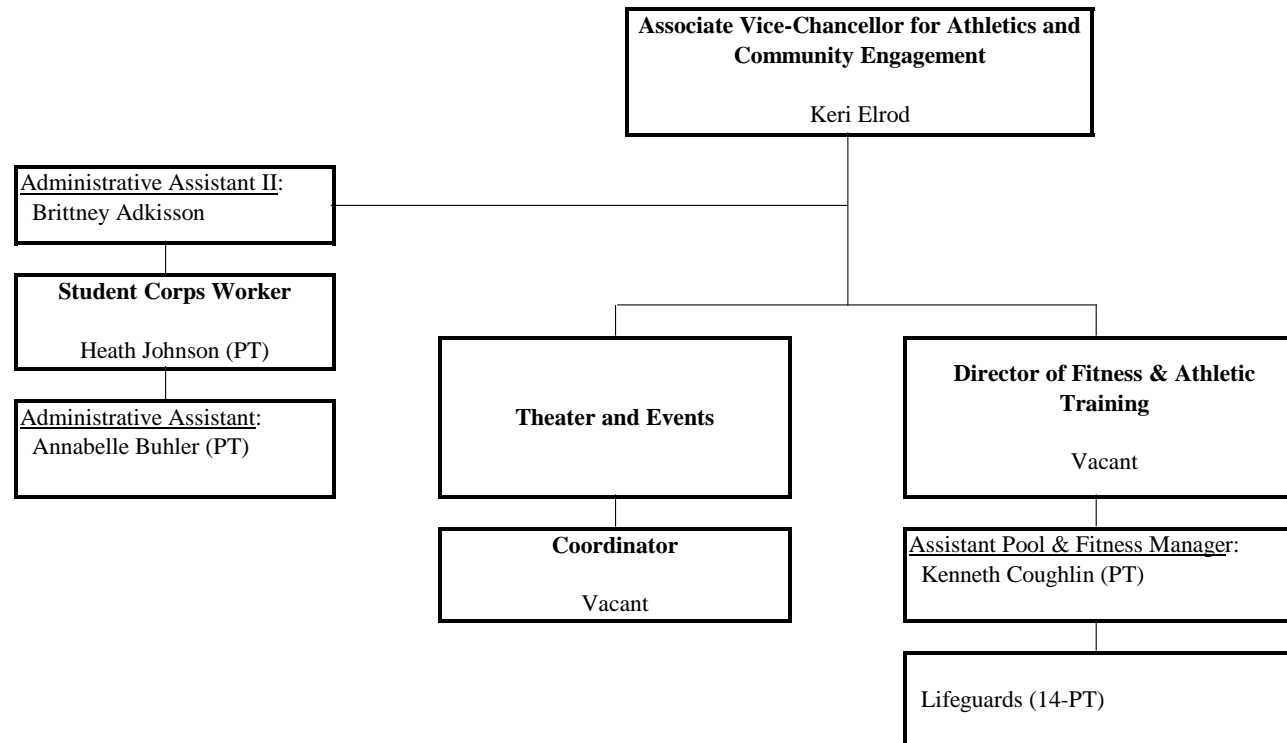 Associate Vice-Chancellor for Athletics and
Community Engagement
Keri Elrod
Administrative Assistant II:
Brittney Adkisson
Student Corps Worker
Heath Johnson (PT)
Administrative Assistant:
Annabelle Buhler (PT)
Theater and Events
Coordinator
Vacant
Director of Fitness & Athletic
Training
Vacant
Assistant Pool & Fitness Manager:
Kenneth Coughlin (PT)
Lifeguards (14-PT)